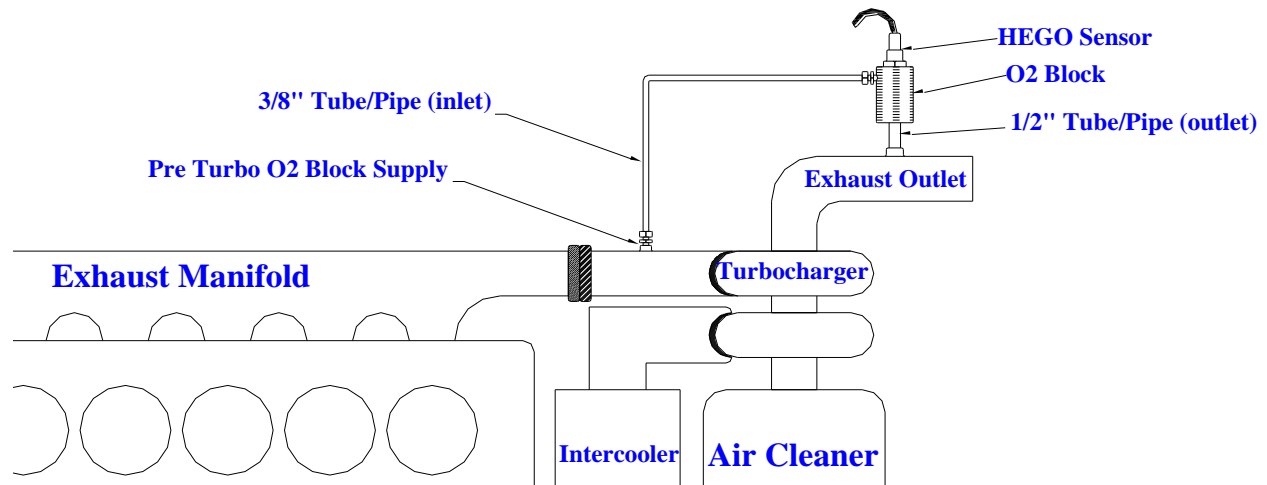 HEGO Sensor
O2 Block
3/8" Tube/Pipe (inlet)
1/2" Tube/Pipe (outlet)
Pre Turbo O2 Block Supply
Exhaust Outlet
Exhaust Manifold
Turbocharger
Intercooler
Air Cleaner